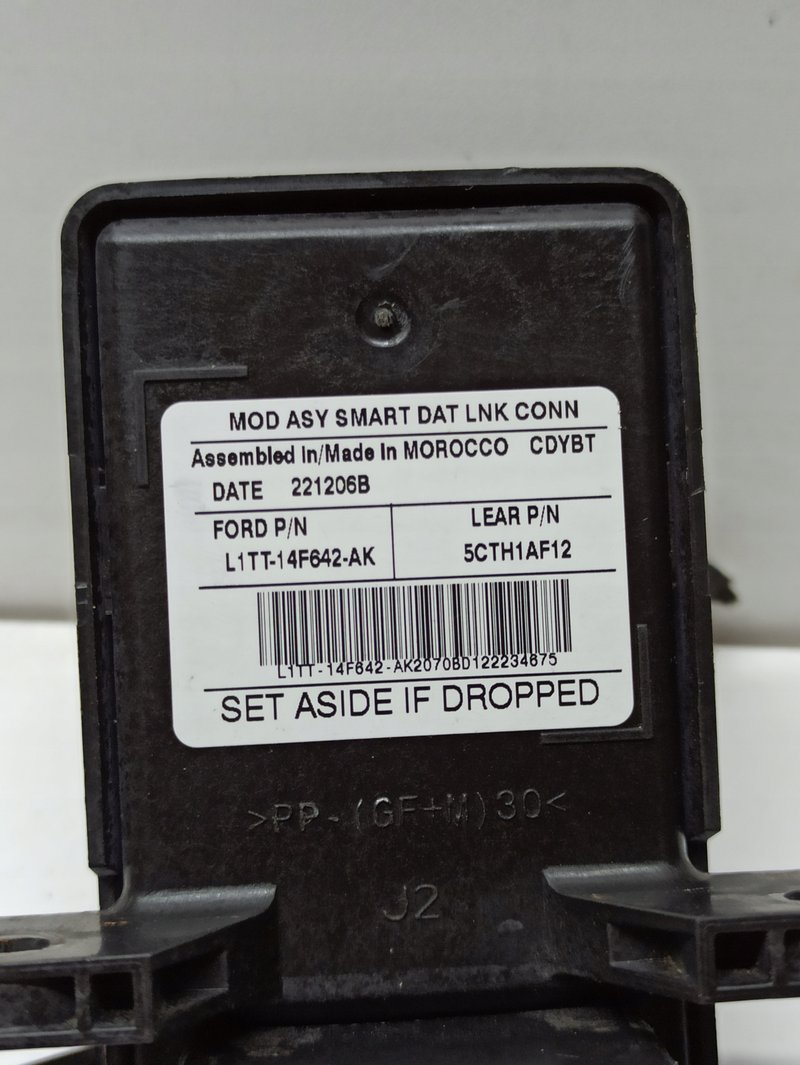 MOD ASY SMART DAT LNK CONN
Assembled In/Made In MOROCCO CDYBT
DATE 221206B
FORD P/N LEAR P/N
L1TT-14F642-AK 5CTH1AF12
L1TT-14F642-AK2070BD122234675
SET ASIDE IF DROPPED
>PP-(GF+M)30<
J2